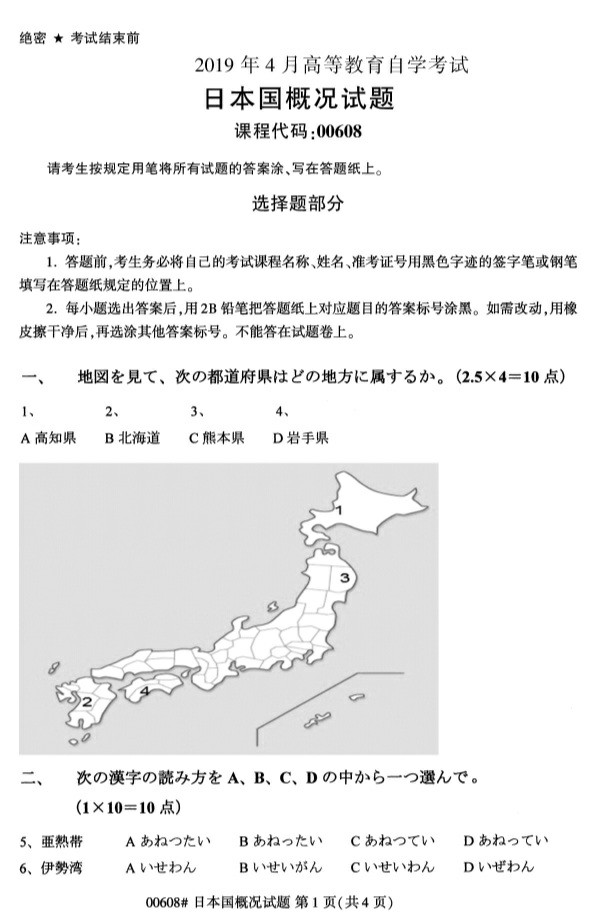 绝密 ★ 考试结束前
2019 年 4 月高等教育自学考试
日本国概况试题
课程代码:00608
请考生按规定用笔将所有试题的答案涂、写在答题纸上。
选择题部分
注意事项:
1. 答题前,考生务必将自己的考试课程名称、姓名、准考证号用黑色字迹的签字笔或钢笔
填写在答题纸规定的位置上。
2. 每小题选出答案后,用 2B 铅笔把答题纸上对应题目的答案标号涂黑。如需改动,用橡
皮擦干净后,再选涂其他答案标号。不能答在试题卷上。
一、 地図を見て、次の都道府県はどの地方に属するか。(2.5×4=10 点)
1、 2、 3、 4、
A 高知県 B 北海道 C 熊本県 D 岩手県
1
3
2
4
二、 次の漢字の読み方を A、B、C、D の中から一つ選んで。
(1×10=10 点)
5、亜熱帯 A あねつたい B あねったい C あねつてい D あねってい
6、伊勢湾 A いせわん B いせいがん C いせいわん D いぜわん
00608# 日本国概况试题 第 1 页(共 4 页)